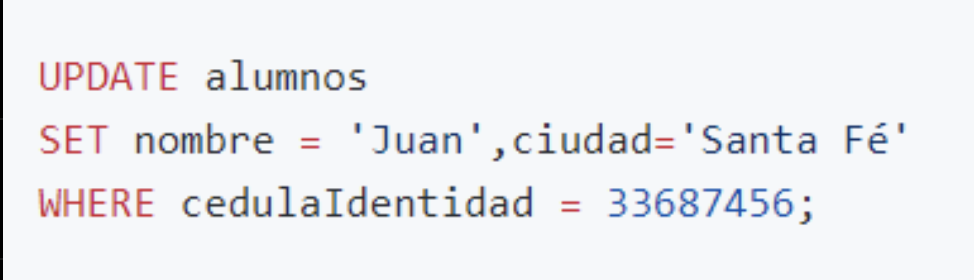 UPDATE alumnos
SET nombre = 'Juan',ciudad='Santa Fé'
WHERE cedulaIdentidad = 33687456;